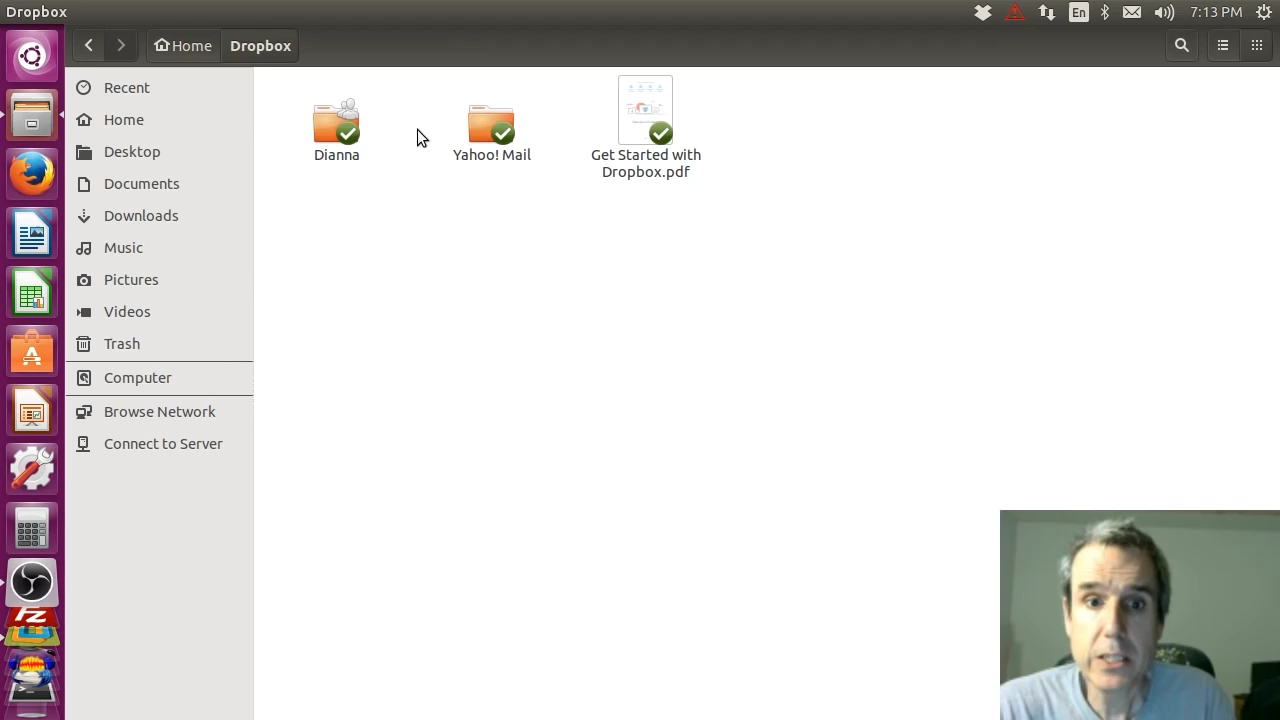 Dropbox
En
7:13 PM
Home
Dropbox
Recent
Home
Desktop
Documents
Downloads
Music
Pictures
Videos
Trash
Computer
Browse Network
Connect to Server
Dianna
Yahoo! Mail
Get Started with
Dropbox.pdf
Fz